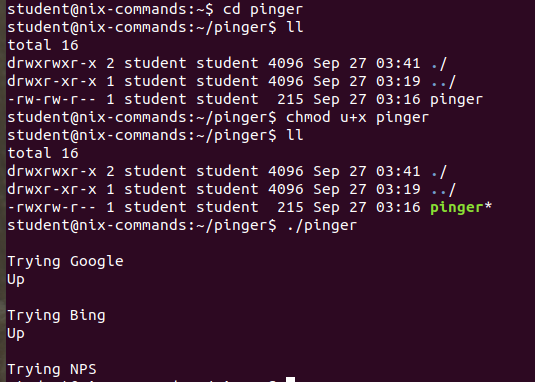 student@nix-commands:~$ cd pinger
student@nix-commands:~/pinger$ ll
total 16
drwxrwxr-x 2 student student 4096 Sep 27 03:41 ./
drwxr-xr-x 1 student student 4096 Sep 27 03:19 ../
-rw-rw-r-- 1 student student  215 Sep 27 03:16 pinger
student@nix-commands:~/pinger$ chmod u+x pinger
student@nix-commands:~/pinger$ ll
total 16
drwxrwxr-x 2 student student 4096 Sep 27 03:41 ./
drwxr-xr-x 1 student student 4096 Sep 27 03:19 ../
-rwxrw-r-- 1 student student  215 Sep 27 03:16 pinger*
student@nix-commands:~/pinger$ ./pinger
Trying Google
Up
Trying Bing
Up
Trying NPS